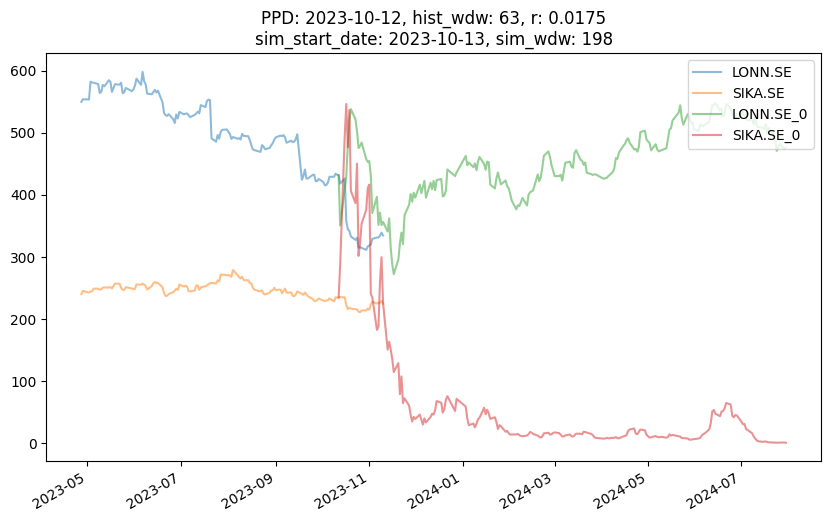 PPD: 2023-10-12, hist_wdw: 63, r: 0.0175
sim_start_date: 2023-10-13, sim_wdw: 198
LONN.SE
SIKA.SE
LONN.SE_0
SIKA.SE_0
600
500
400
300
200
100
0
2023-05
2023-07
2023-09
2023-11
2024-01
2024-03
2024-05
2024-07